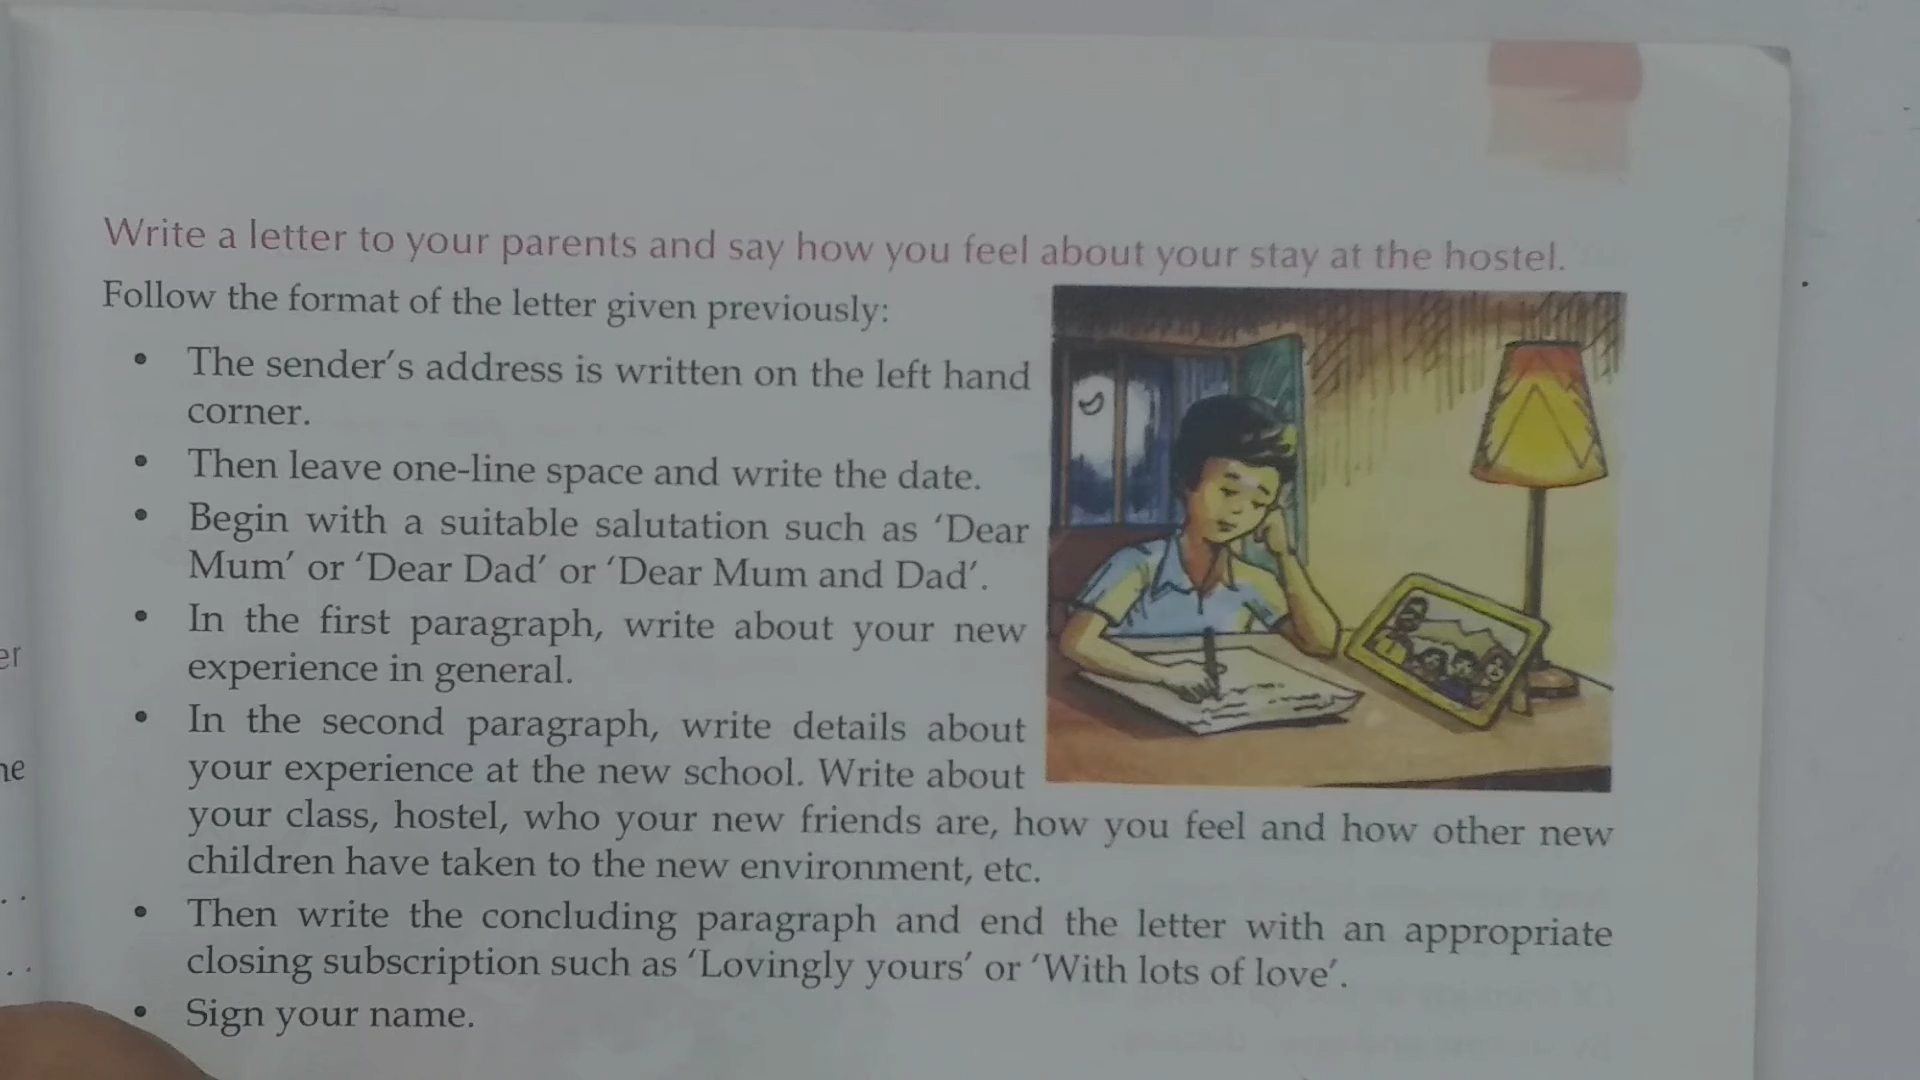 Write a letter to your parents and say how you feel about your stay at the hostel.
Follow the format of the letter given previously:
• The sender's address is written on the left hand
corner.
• Then leave one-line space and write the date.
• Begin with a suitable salutation such as 'Dear
Mum' or 'Dear Dad' or 'Dear Mum and Dad'.
• In the first paragraph, write about your new
experience in general.
• In the second paragraph, write details about
your experience at the new school. Write about
your class, hostel, who your new friends are, how you feel and how other new
children have taken to the new environment, etc.
• Then write the concluding paragraph and end the letter with an appropriate
closing subscription such as 'Lovingly yours' or 'With lots of love'.
• Sign your name.